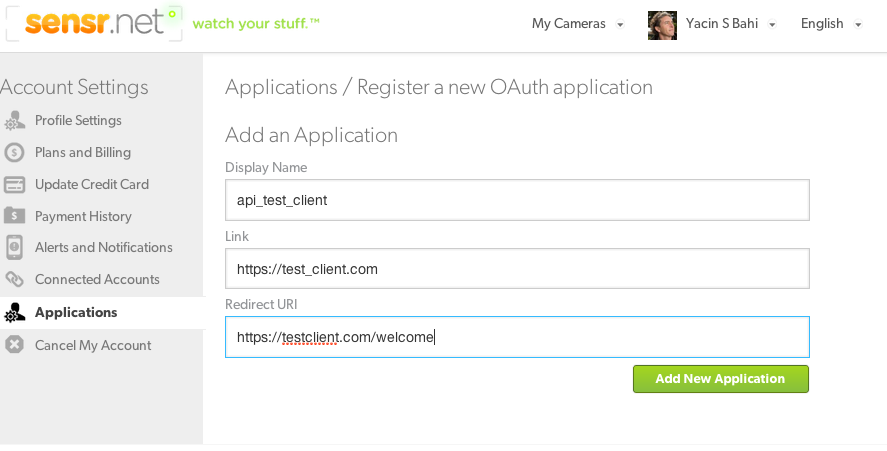 sensr.net watch your stuff.™
My Cameras Yacin S Bahi English
Account Settings
Profile Settings
Plans and Billing
Update Credit Card
Payment History
Alerts and Notifications
Connected Accounts
Applications
Cancel My Account
Applications / Register a new OAuth application
Add an Application
Display Name
api_test_client
Link
https://test_client.com
Redirect URI
https://testclient.com/welcome
Add New Application